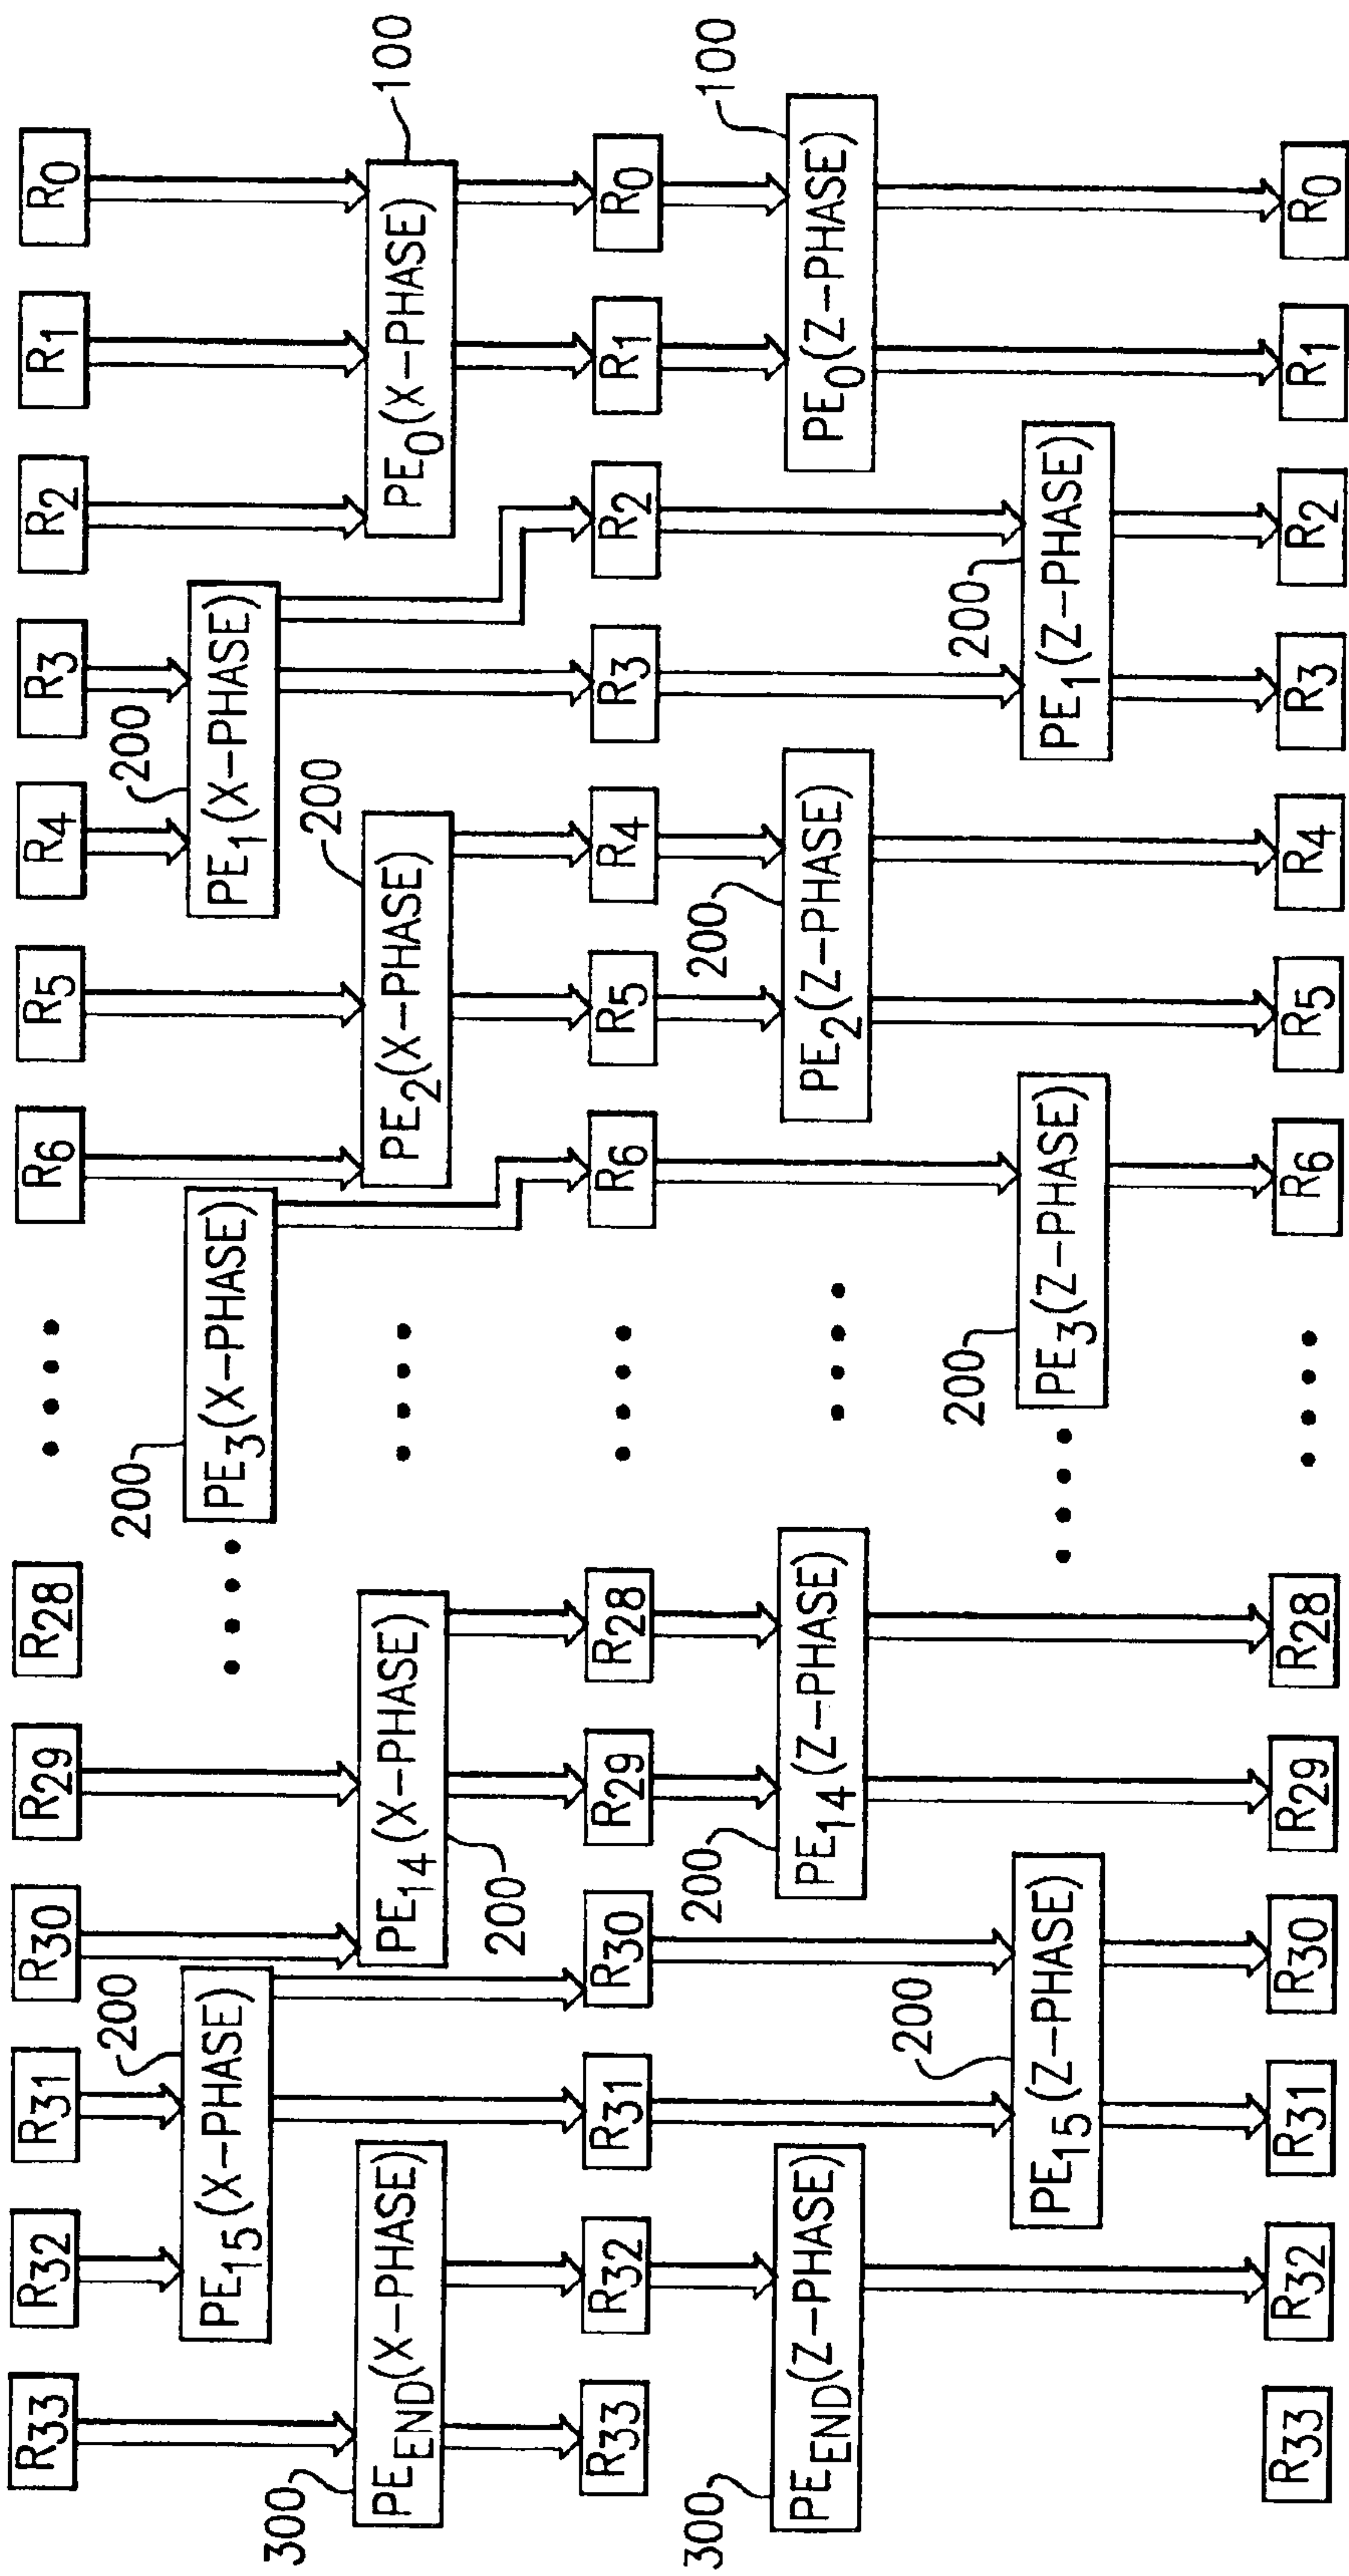 R33 R32 R31 R30 R29 R28 R6 R5 R4 R3 R2 R1 R0
200 200 200
PE15(X-PHASE) PE3(X-PHASE) PE1(X-PHASE)
300 200 100
PEEND(X-PHASE) PE14(X-PHASE) PE2(X-PHASE) PE0(X-PHASE)
200
R33 R32 R31 R30 R29 R28 R6 R5 R4 R3 R2 R1 R0
300 200 200 100
PEEND(Z-PHASE) PE14(Z-PHASE) PE2(Z-PHASE) PE0(Z-PHASE)
200 200 200
PE15(Z-PHASE) PE3(Z-PHASE) PE1(Z-PHASE)
R33 R32 R31 R30 R29 R28 R6 R5 R4 R3 R2 R1 R0